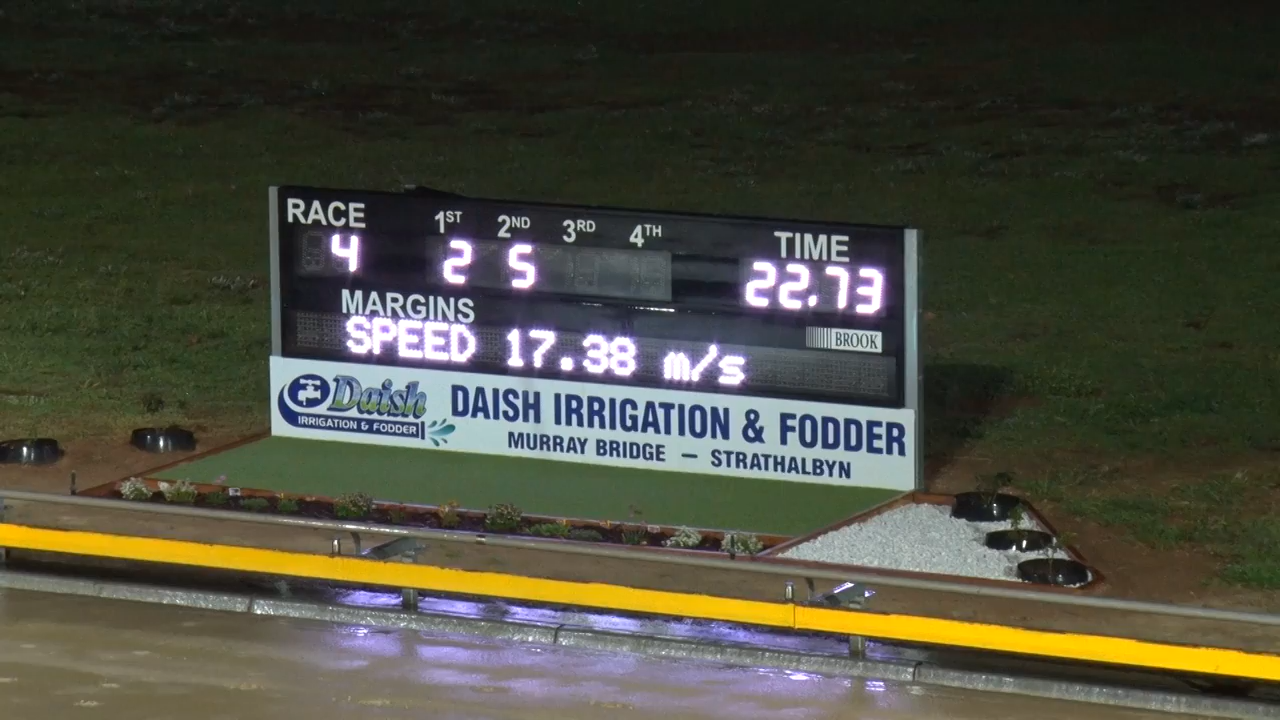 RACE 1ST 2ND 3RD 4TH TIME
4 2 5 22.73
MARGINS
BROOK
SPEED 17.38 m/s
Daish
IRRIGATION & FODDER
DAISH IRRIGATION & FODDER
MURRAY BRIDGE – STRATHALBYN